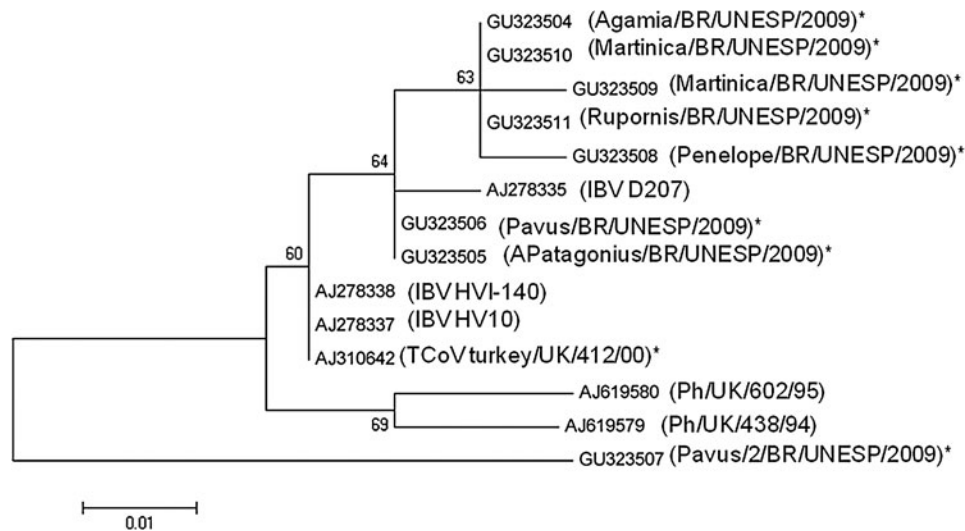 GU323504 (Agamia/BR/UNESP/2009)*
GU323510 (Martinica/BR/UNESP/2009)*
63
GU323509 (Martinica/BR/UNESP/2009)*
GU323511 (Rupornis/BR/UNESP/2009)*
GU323508 (Penelope/BR/UNESP/2009)*
64
AJ278335 (IBV D207)
GU323506 (Pavus/BR/UNESP/2009)*
GU323505 (APatagonius/BR/UNESP/2009)*
60
AJ278338 (IBV HVI-140)
AJ278337 (IBV HV10)
AJ310642 (TCoV turkey/UK/412/00)*
AJ619580 (Ph/UK/602/95)
69
AJ619579 (Ph/UK/438/94)
GU323507 (Pavus/2/BR/UNESP/2009)*
0.01